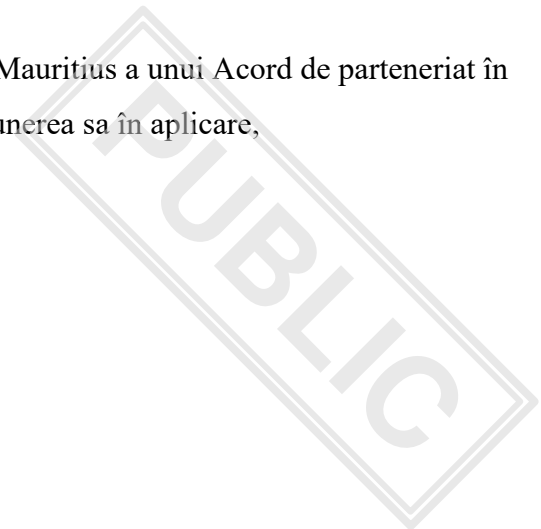 Mauritius a unui Acord de parteneriat în
unerea sa în aplicare,
PUBLIC